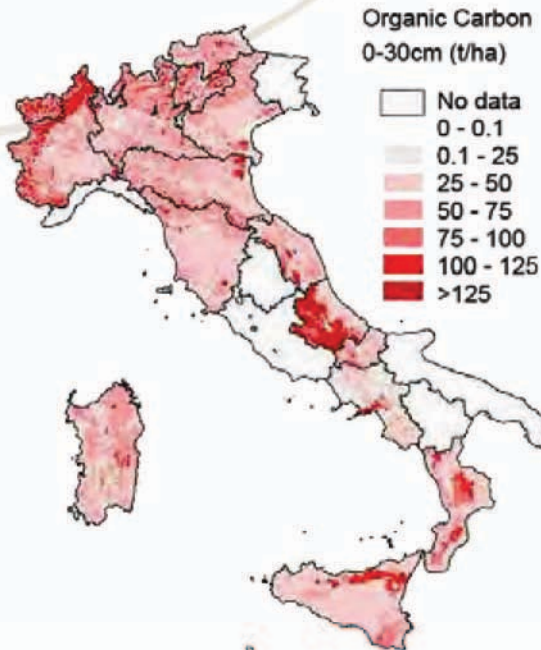 Organic Carbon
0-30cm (t/ha)
No data
0 - 0.1
0.1 - 25
25 - 50
50 - 75
75 - 100
100 - 125
>125